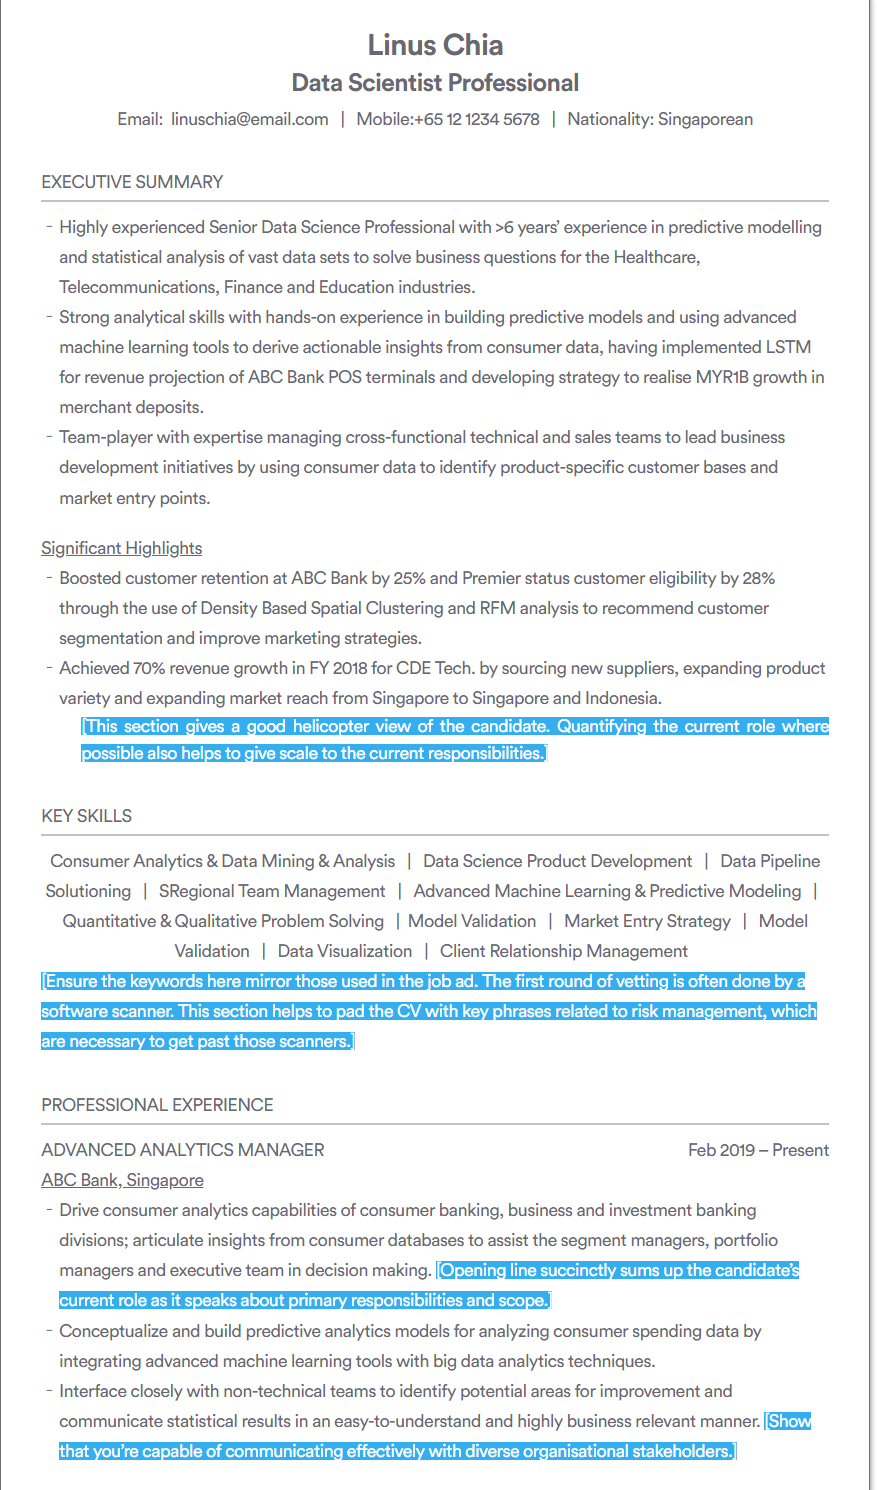 Linus Chia
Data Scientist Professional
Email:  linuschia@email.com  |  Mobile:+65 12 1234 5678  |  Nationality: Singaporean
EXECUTIVE SUMMARY
- Highly experienced Senior Data Science Professional with >6 years’ experience in predictive modelling
and statistical analysis of vast data sets to solve business questions for the Healthcare,
Telecommunications, Finance and Education industries.
- Strong analytical skills with hands-on experience in building predictive models and using advanced
machine learning tools to derive actionable insights from consumer data, having implemented LSTM
for revenue projection of ABC Bank POS terminals and developing strategy to realise MYR1B growth in
merchant deposits.
- Team-player with expertise managing cross-functional technical and sales teams to lead business
development initiatives by using consumer data to identify product-specific customer bases and
market entry points.
Significant Highlights
- Boosted customer retention at ABC Bank by 25% and Premier status customer eligibility by 28%
through the use of Density Based Spatial Clustering and RFM analysis to recommend customer
segmentation and improve marketing strategies.
- Achieved 70% revenue growth in FY 2018 for CDE Tech. by sourcing new suppliers, expanding product
variety and expanding market reach from Singapore to Singapore and Indonesia.
[This section gives a good helicopter view of the candidate. Quantifying the current role where
possible also helps to give scale to the current responsibilities.]
KEY SKILLS
Consumer Analytics & Data Mining & Analysis  |  Data Science Product Development  |  Data Pipeline
Solutioning  |  SRegional Team Management  |  Advanced Machine Learning & Predictive Modeling  |
Quantitative & Qualitative Problem Solving  | Model Validation  |  Market Entry Strategy  |  Model
Validation  |  Data Visualization  |  Client Relationship Management
[Ensure the keywords here mirror those used in the job ad. The first round of vetting is often done by a
software scanner. This section helps to pad the CV with key phrases related to risk management, which
are necessary to get past those scanners.]
PROFESSIONAL EXPERIENCE
ADVANCED ANALYTICS MANAGER Feb 2019 – Present
ABC Bank, Singapore
- Drive consumer analytics capabilities of consumer banking, business and investment banking
divisions; articulate insights from consumer databases to assist the segment managers, portfolio
managers and executive team in decision making. [Opening line succinctly sums up the candidate’s
current role as it speaks about primary responsibilities and scope.]
- Conceptualize and build predictive analytics models for analyzing consumer spending data by
integrating advanced machine learning tools with big data analytics techniques.
- Interface closely with non-technical teams to identify potential areas for improvement and
communicate statistical results in an easy-to-understand and highly business relevant manner. [Show
that you’re capable of communicating effectively with diverse organisational stakeholders.]